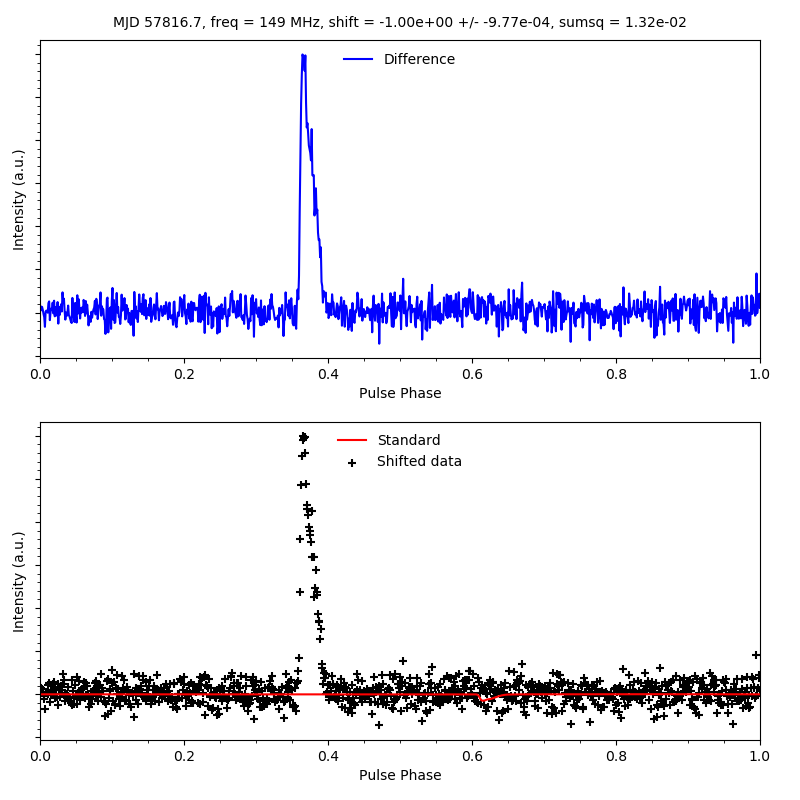 MJD 57816.7, freq = 149 MHz, shift = -1.00e+00 +/- -9.77e-04, sumsq = 1.32e-02
Difference
Intensity (a.u.)
0.0 0.2 0.4 0.6 0.8 1.0
Pulse Phase
Standard
Shifted data
Intensity (a.u.)
0.0 0.2 0.4 0.6 0.8 1.0
Pulse Phase